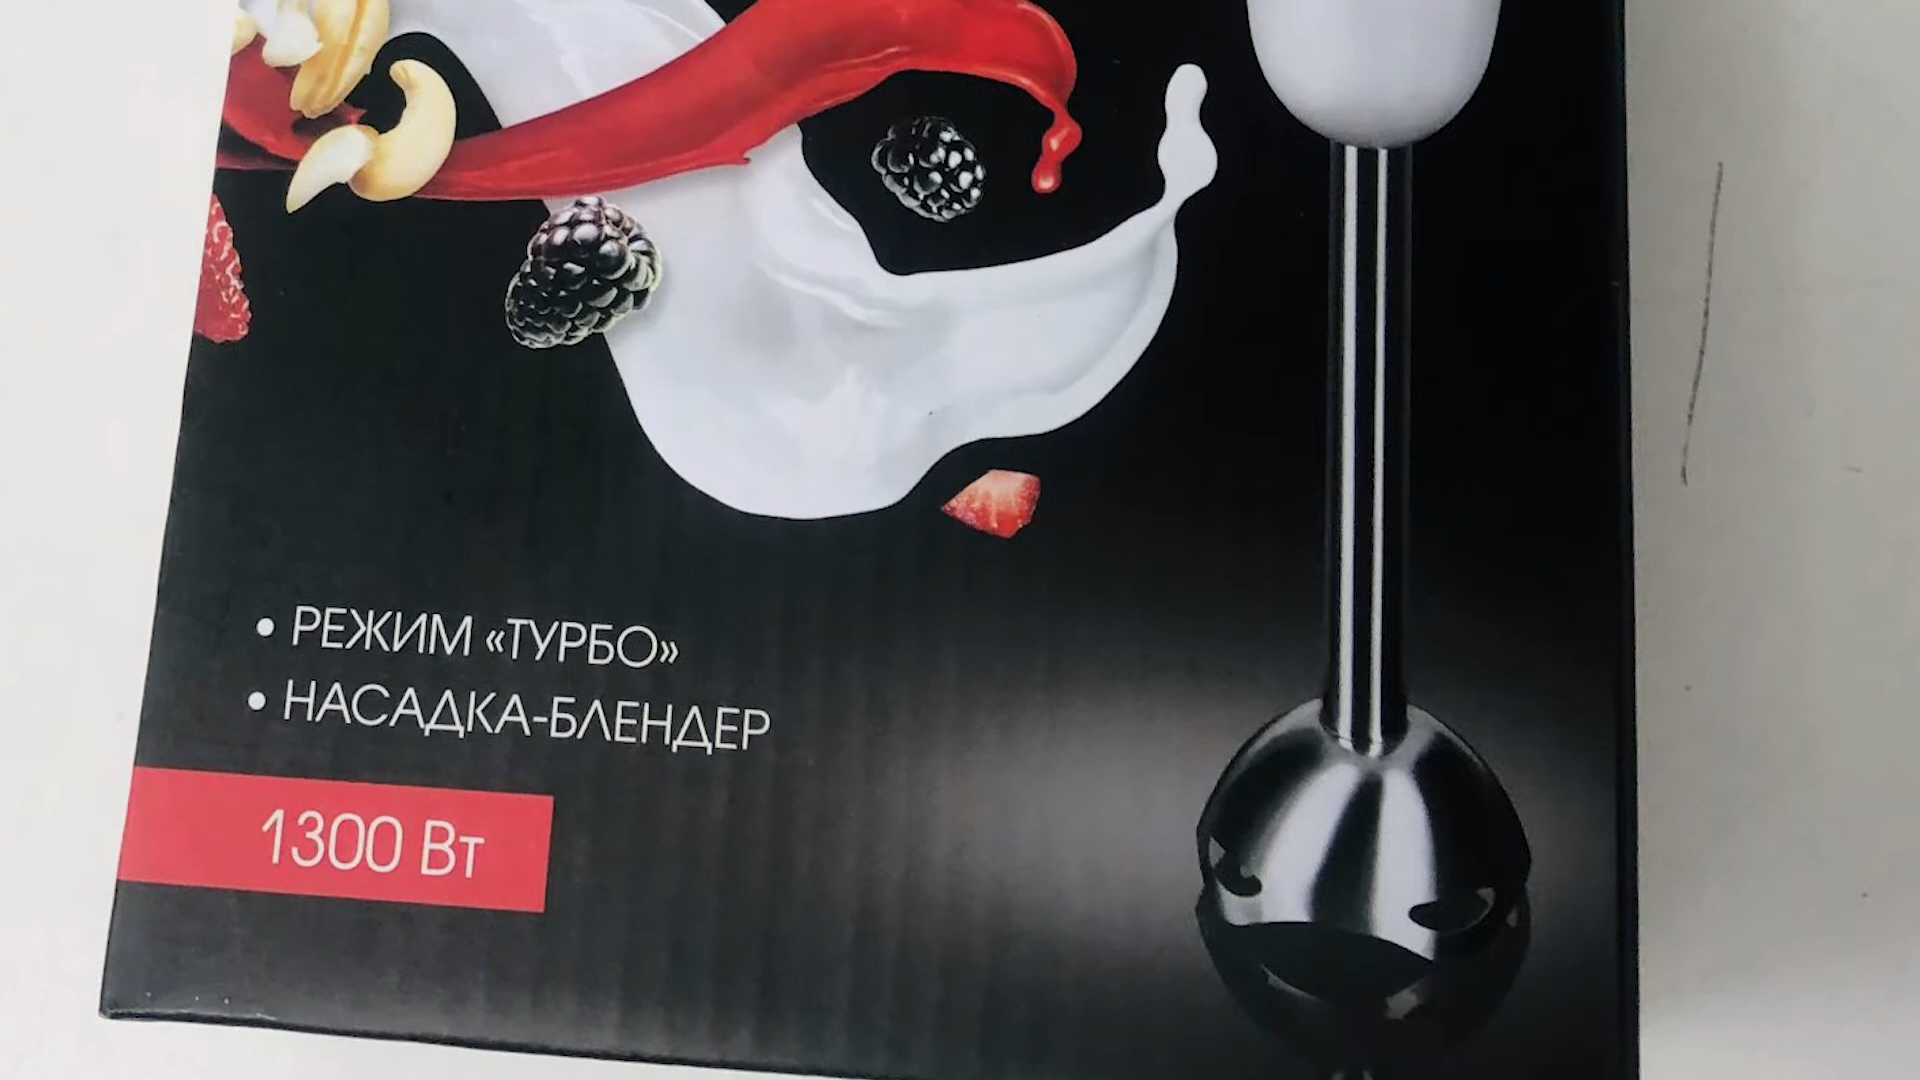 • РЕЖИМ «ТУРБО»
• НАСАДКА-БЛЕНДЕР
1300 Вт